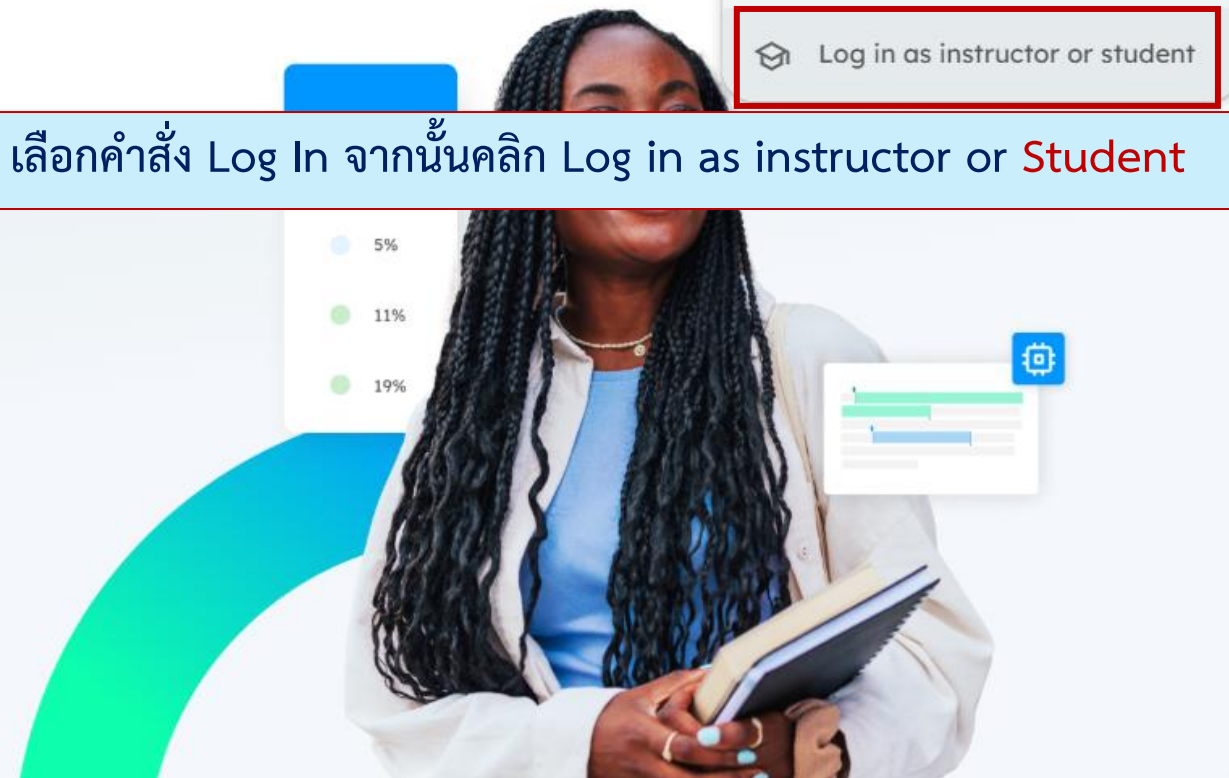 Log in as instructor or student
เลือกคำสั่ง Log In จากนั้นคลิก Log in as instructor or Student
5%
11%
19%